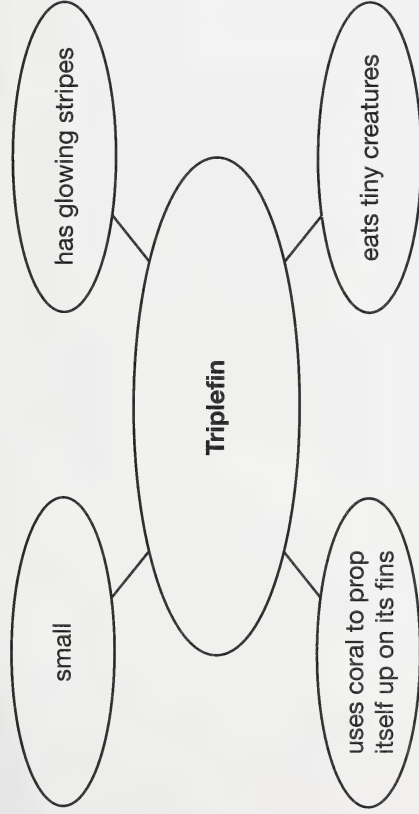 small
has glowing stripes
Triplefin
uses coral to prop
itself up on its fins
eats tiny creatures